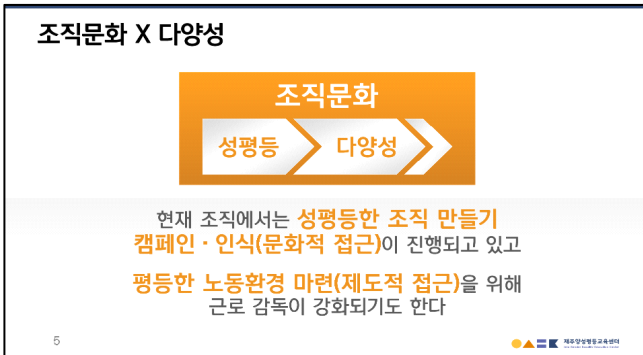 조직문화 X 다양성
조직문화
성평등
다양성
현재 조직에서는 성평등한 조직 만들기
캠페인 · 인식(문화적 접근)이 진행되고 있고
평등한 노동환경 마련(제도적 접근)을 위해
근로 감독이 강화되기도 한다
5
제주양성평등교육센터